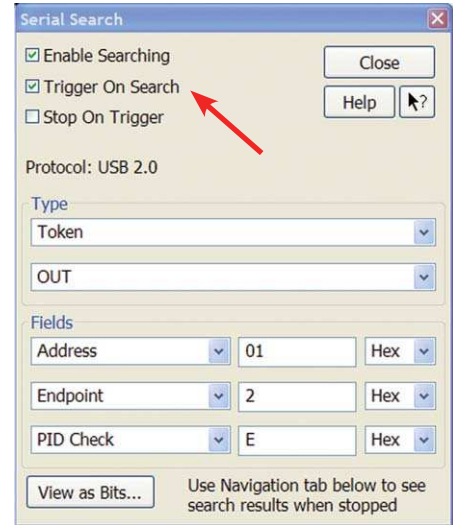 Serial Search
Enable Searching
Close
Trigger On Search
Help ?
Stop On Trigger
Protocol: USB 2.0
Type
Token
OUT
Fields
Address 01 Hex
Endpoint 2 Hex
PID Check E Hex
View as Bits... Use Navigation tab below to see
search results when stopped